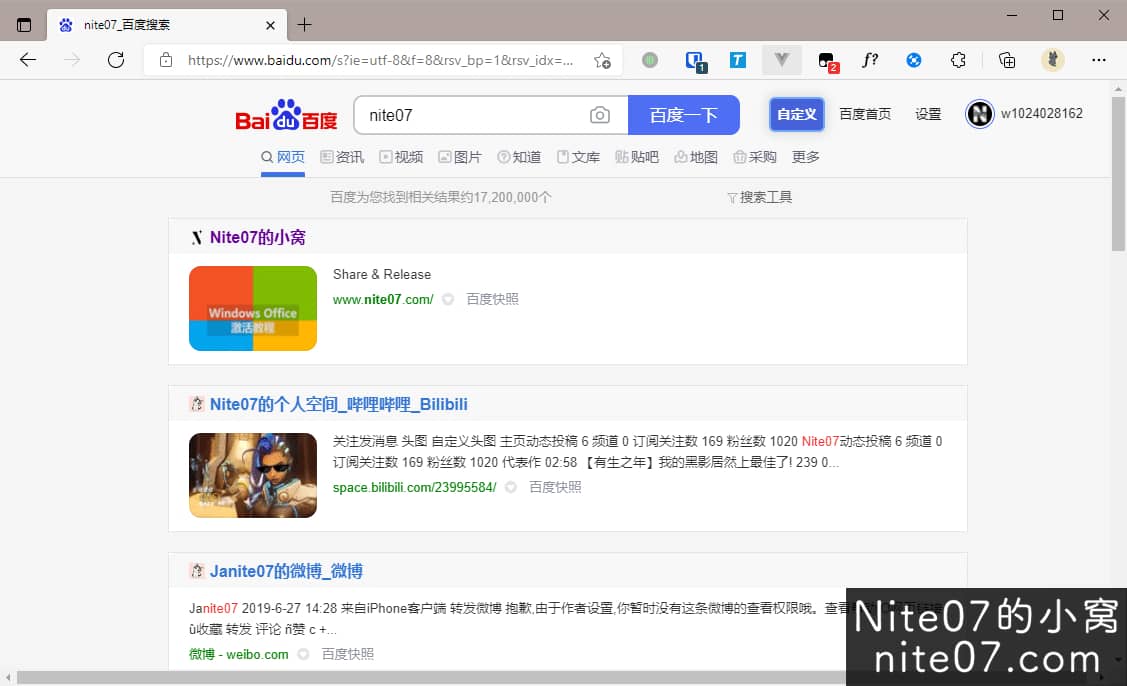 nite07_百度搜索
https://www.baidu.com/s?ie=utf-8&f=8&rsv_bp=1&rsv_idx=...
1
T
2
f?
Bai du 百度
nite07
百度一下
自定义
百度首页
设置
w1024028162
网页 资讯 视频 图片 知道 文库 贴吧 地图 采购 更多
百度为您找到相关结果约17,200,000个
搜索工具
Nite07的小窝
Windows Office
激活教程
Share & Release
www.nite07.com/ 百度快照
Nite07的个人空间_哔哩哔哩_Bilibili
关注发消息 头图 自定义头图 主页动态投稿 6 频道 0 订阅关注数 169 粉丝数 1020 Nite07动态投稿 6 频道 0
订阅关注数 169 粉丝数 1020 代表作 02:58 【有生之年】我的黑影居然上最佳了! 239 0...
space.bilibili.com/23995584/ 百度快照
Janite07的微博_微博
Janite07 2019-6-27 14:28 来自iPhone客户端 转发微博 抱歉,由于作者设置,你暂时没有这条微博的查看权限哦。查看
ù收藏 转发 评论 ñ赞 c +...
微博 - weibo.com 百度快照
Nite07的小窝
nite07.com